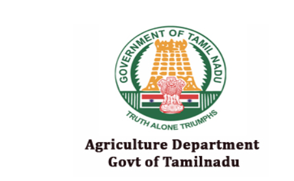 GOVERNMENT OF TAMIL NADU
TRUTH ALONE TRIUMPHS
Agriculture Department
Govt of Tamilnadu